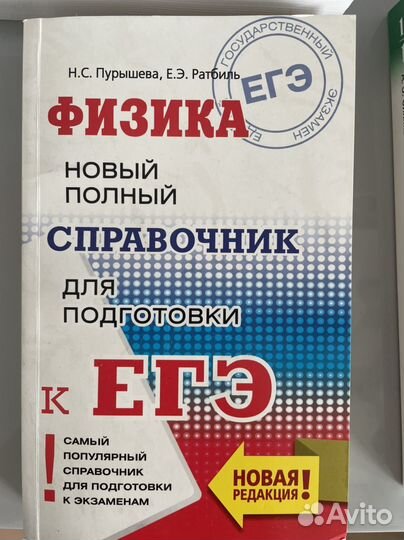 Н.С. Пурышева, Е.Э. Ратбиль
ГОСУДАРСТВЕННЫЙ
ЭКЗАМЕН
ЕГЭ
ФИЗИКА
НОВЫЙ
ПОЛНЫЙ
СПРАВОЧНИК
ДЛЯ
ПОДГОТОВКИ
К ЕГЭ
!
САМЫЙ
ПОПУЛЯРНЫЙ
СПРАВОЧНИК
ДЛЯ ПОДГОТОВКИ
К ЭКЗАМЕНАМ
НОВАЯ
РЕДАКЦИЯ!
Avito